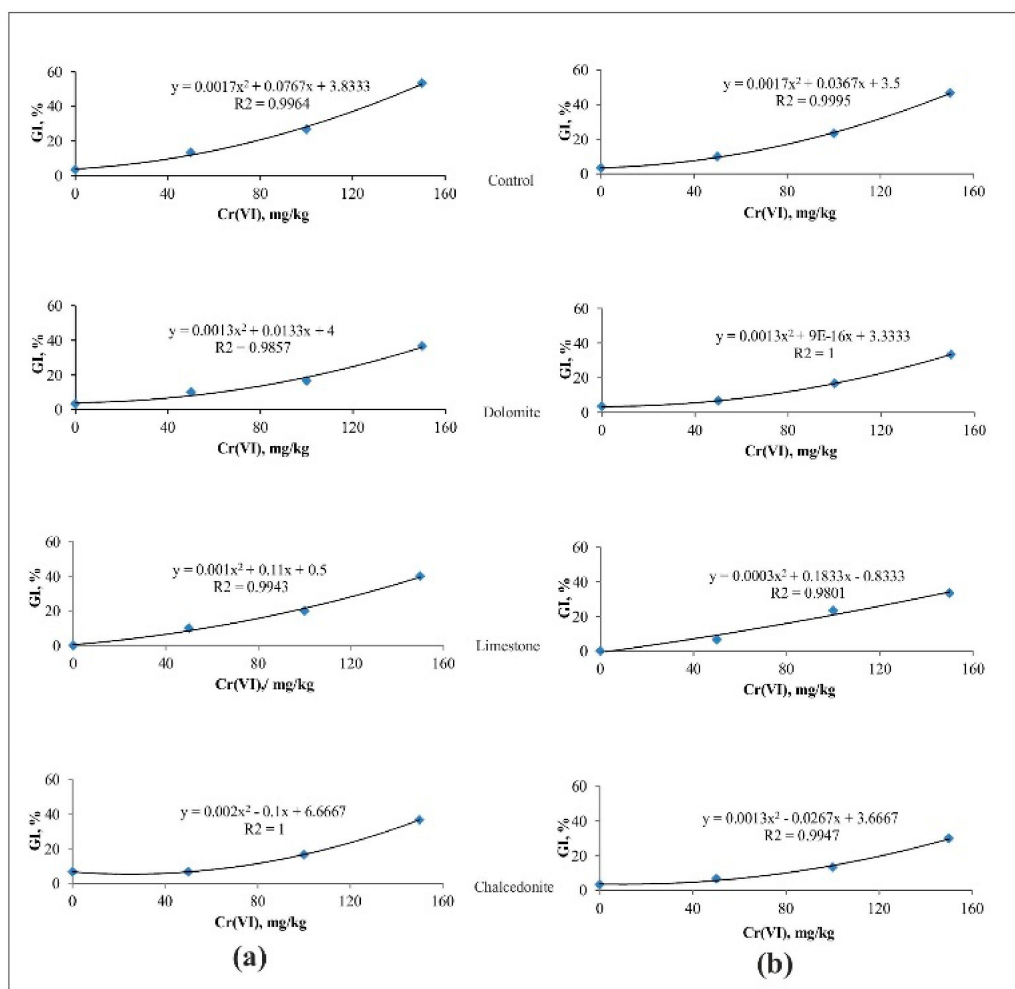 60
40
20
0
GI, %
y = 0.0017x² + 0.0767x + 3.8333
R2 = 0.9964
0 40 80 120 160
Cr(VI), mg/kg
Control
60
40
20
0
GI, %
y = 0.0017x² + 0.0367x + 3.5
R2 = 0.9995
0 40 80 120 160
Cr(VI), mg/kg
60
40
20
0
GI, %
y = 0.0013x² + 0.0133x + 4
R2 = 0.9857
0 40 80 120 160
Cr(VI), mg/kg
Dolomite
60
40
20
0
GI, %
y = 0.0013x² + 9E-16x + 3.3333
R2 = 1
0 40 80 120 160
Cr(VI), mg/kg
60
40
20
0
GI, %
y = 0.001x² + 0.11x + 0.5
R2 = 0.9943
0 40 80 120 160
Cr(VI),/ mg/kg
Limestone
60
40
20
0
GI, %
y = 0.0003x² + 0.1833x - 0.8333
R2 = 0.9801
0 40 80 120 160
Cr(VI), mg/kg
60
40
20
0
GI, %
y = 0.002x² - 0.1x + 6.6667
R2 = 1
0 40 80 120 160
Cr(VI), mg/kg
Chalcedonite
60
40
20
0
GI, %
y = 0.0013x² - 0.0267x + 3.6667
R2 = 0.9947
0 40 80 120 160
Cr(VI), mg/kg
(a)
(b)